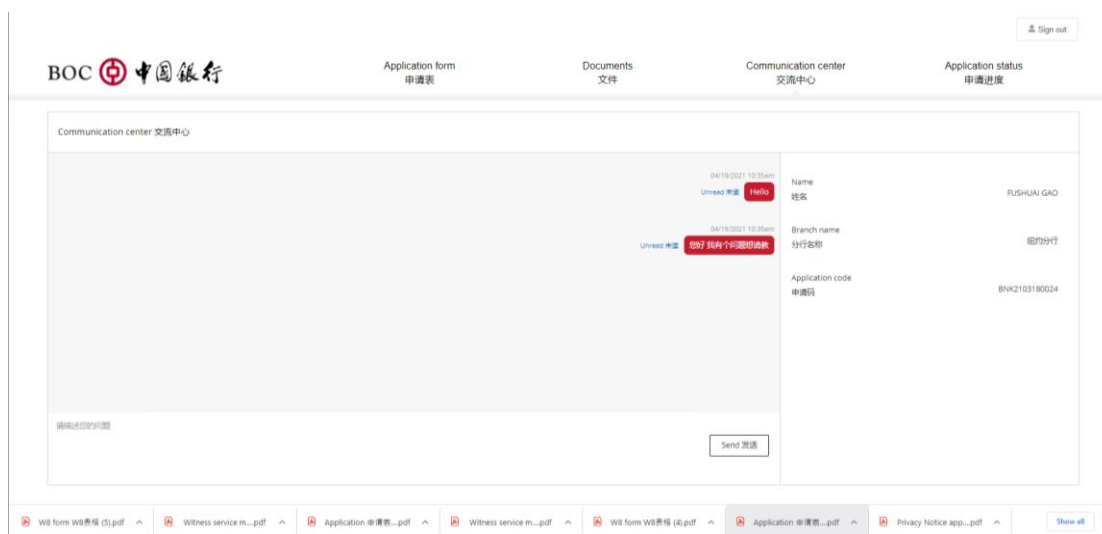 Sign out
BOC 中国银行
Application form
申请表
Documents
文件
Communication center
交流中心
Application status
申请进度
Communication center 交流中心
04/19/2021 10:35am
Unread 未读 Hello
04/19/2021 10:35am
Unread 未读 您好 我有个问题想请教
请描述您的问题
Send 发送
Name
姓名
FUSHUAI GAO
Branch name
分行名称
纽约分行
Application code
申请码
BNK2103180024
W8 form W8表格 (5).pdf
Witness service m....pdf
Application 申请表....pdf
Witness service m....pdf
W8 form W8表格 (4).pdf
Application 申请表....pdf
Privacy Notice app....pdf
Show all